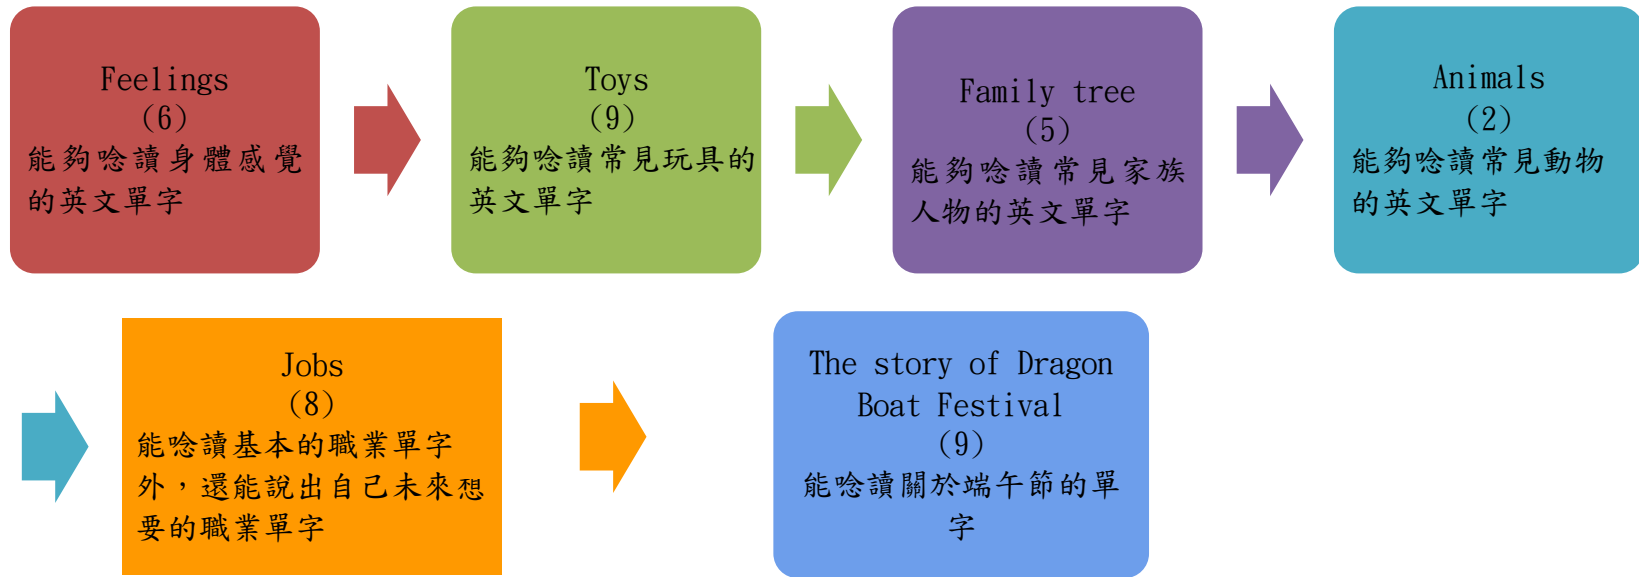 Feelings
(6)
能夠唸讀身體感覺
的英文單字
Toys
(9)
能夠唸讀常見玩具的
英文單字
Family tree
(5)
能夠唸讀常見家族
人物的英文單字
Animals
(2)
能夠唸讀常見動物
的英文單字
Jobs
(8)
能唸讀基本的職業單字
外，還能說出自己未來想
要的職業單字
The story of Dragon
Boat Festival
(9)
能唸讀關於端午節的單
字